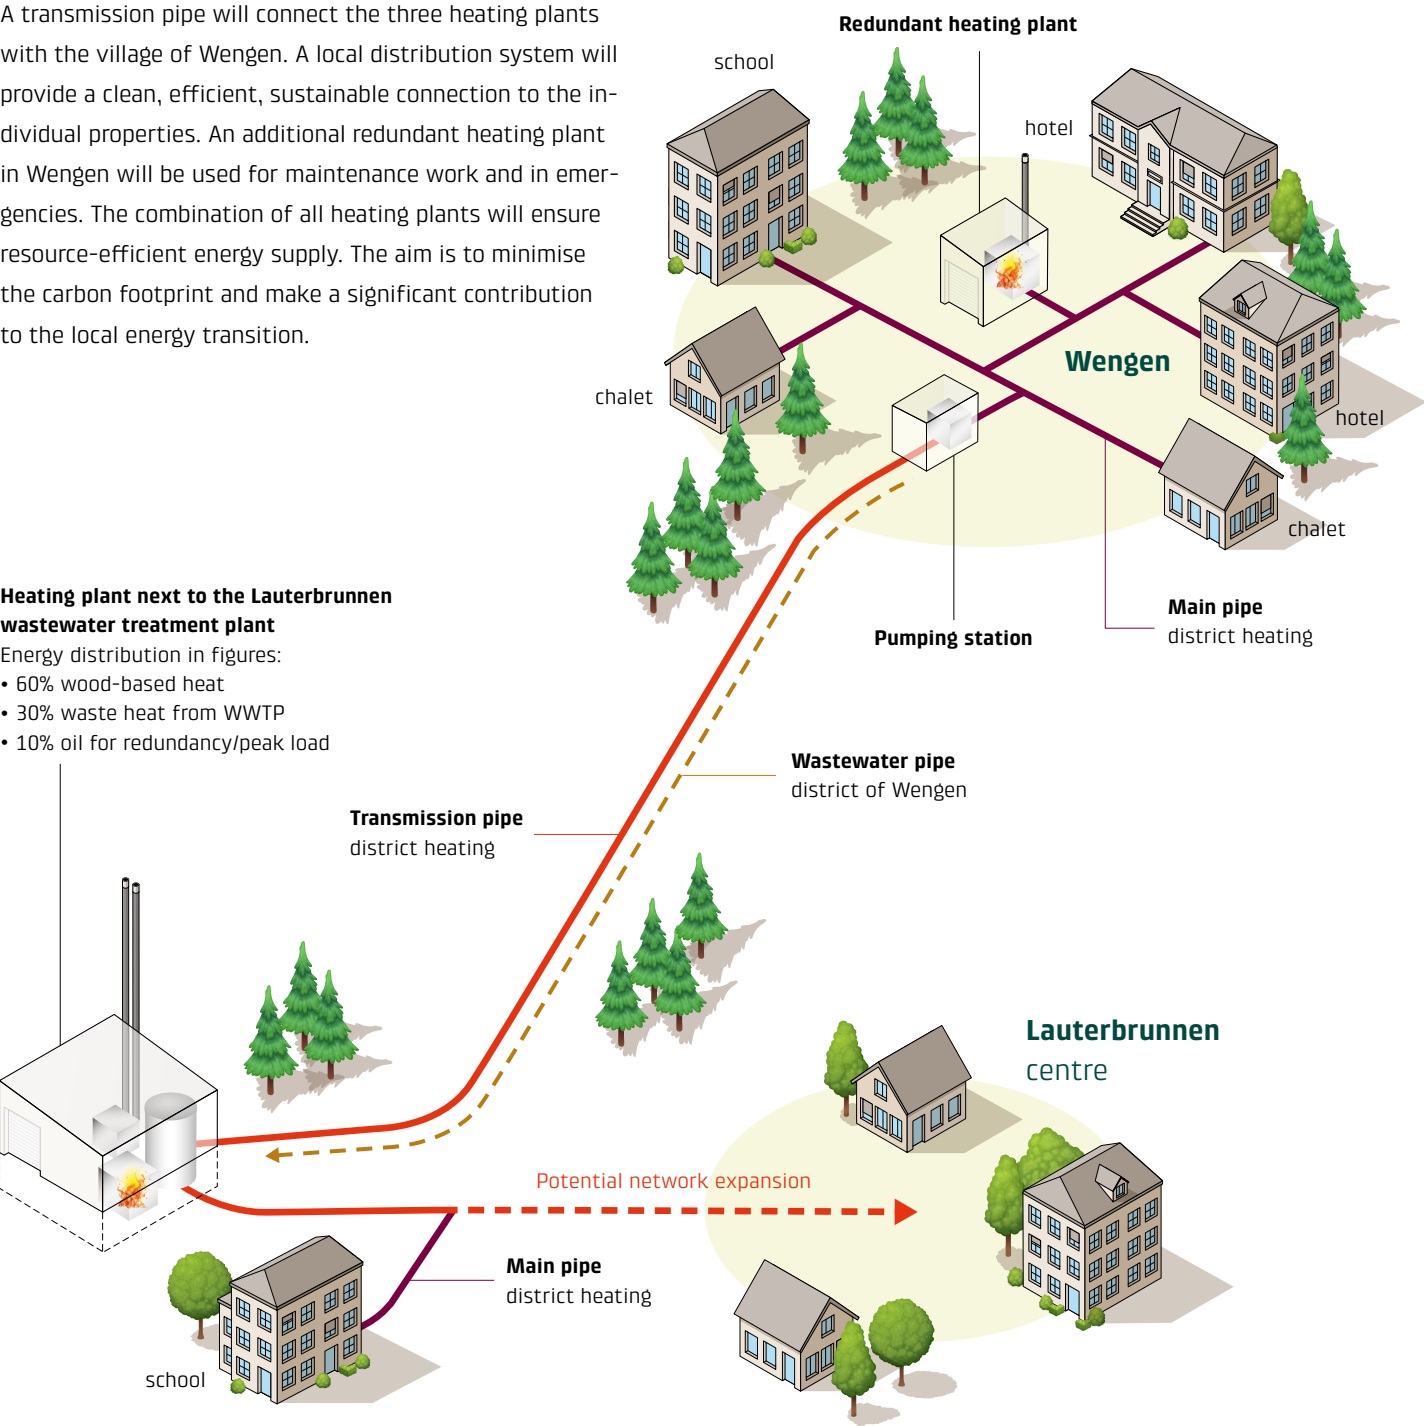 A transmission pipe will connect the three heating plants
with the village of Wengen. A local distribution system will
provide a clean, efficient, sustainable connection to the in-
dividual properties. An additional redundant heating plant
in Wengen will be used for maintenance work and in emer-
gencies. The combination of all heating plants will ensure
resource-efficient energy supply. The aim is to minimise
the carbon footprint and make a significant contribution
to the local energy transition.
Redundant heating plant
school
hotel
Wengen
chalet
hotel
chalet
Pumping station
Main pipe
district heating
Heating plant next to the Lauterbrunnen
wastewater treatment plant
Energy distribution in figures:
• 60% wood-based heat
• 30% waste heat from WWTP
• 10% oil for redundancy/peak load
Wastewater pipe
district of Wengen
Transmission pipe
district heating
Lauterbrunnen
centre
Potential network expansion
Main pipe
district heating
school